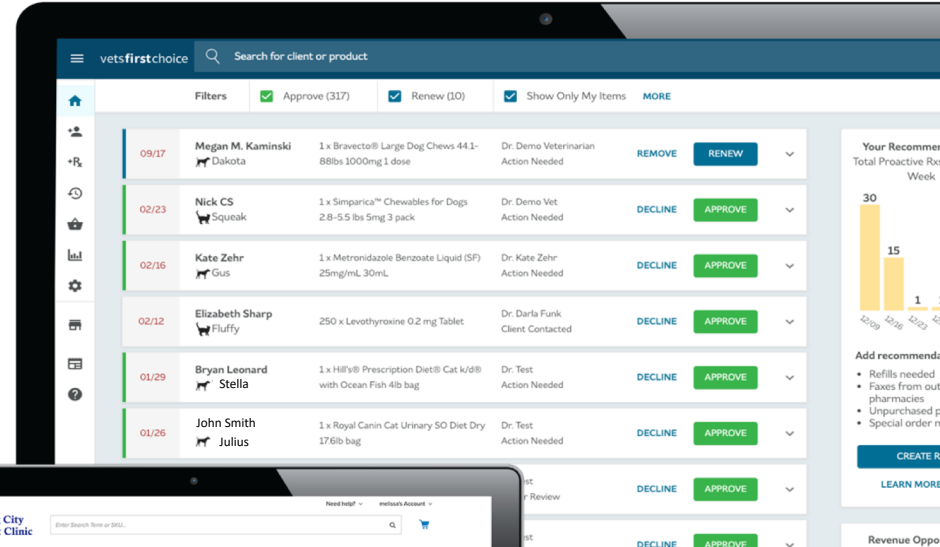 vetsfirstchoice
Search for client or product
Filters
Approve (317)
Renew (10)
Show Only My Items
MORE
09/17
Megan M. Kaminski
Dakota
1 x Bravecto® Large Dog Chews 44.1-
88lbs 1000mg 1 dose
Dr. Demo Veterinarian
Action Needed
REMOVE
RENEW
02/23
Nick CS
Squeak
1 x Simparica™ Chewables for Dogs
2.8-5.5 lbs 5mg 3 pack
Dr. Demo Vet
Action Needed
DECLINE
APPROVE
02/16
Kate Zehr
Gus
1 x Metronidazole Benzoate Liquid (SF)
25mg/mL 30mL
Dr. Kate Zehr
Action Needed
DECLINE
APPROVE
02/12
Elizabeth Sharp
Fluffy
250 x Levothyroxine 0.2 mg Tablet
Dr. Darla Funk
Client Contacted
DECLINE
APPROVE
01/29
Bryan Leonard
Stella
1 x Hill's® Prescription Diet® Cat k/d®
with Ocean Fish 4lb bag
Dr. Test
Action Needed
DECLINE
APPROVE
01/26
John Smith
Julius
1 x Royal Canin Cat Urinary SO Diet Dry
17.6lb bag
Dr. Test
Action Needed
DECLINE
APPROVE
DECLINE
APPROVE
Review
DECLINE
APPROVE
Your Recommen
Total Proactive Rxs
Week
30
15
1
12/09
12/16
12/23
Add recommenda
• Refills needed
• Faxes from out
pharmacies
• Unpurchased p
• Special order n
CREATE R
LEARN MORE
Revenue Oppo
Need help?
melissa's Account
City
Clinic
Enter Search Term or SKU...